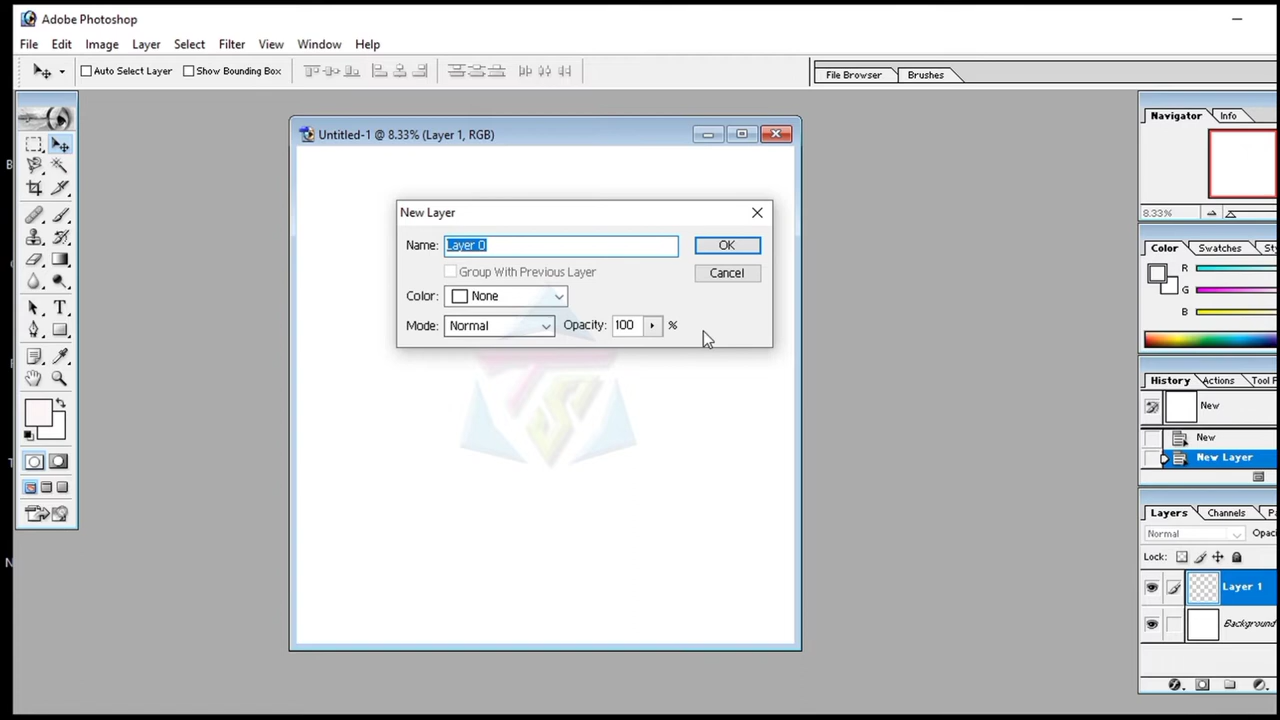 Adobe Photoshop
File Edit Image Layer Select Filter View Window Help
Auto Select Layer Show Bounding Box File Browser Brushes
Untitled-1 @ 8.33% (Layer 1, RGB)
Navigator Info
8.33%
New Layer
Name: Layer 0 OK
Group With Previous Layer Cancel
Color: None
Mode: Normal Opacity: 100 %
Color Swatches Sty
R
G
B
History Actions Tool P
New
New
New Layer
Layers Channels Pa
Normal Opac
Lock:
Layer 1
Background
TS